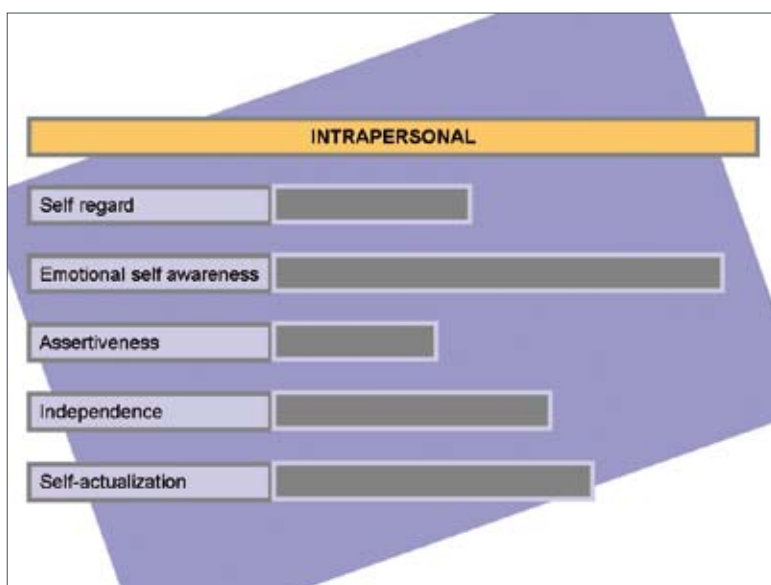 INTRAPERSONAL
Self regard
Emotional self awareness
Assertiveness
Independence
Self-actualization